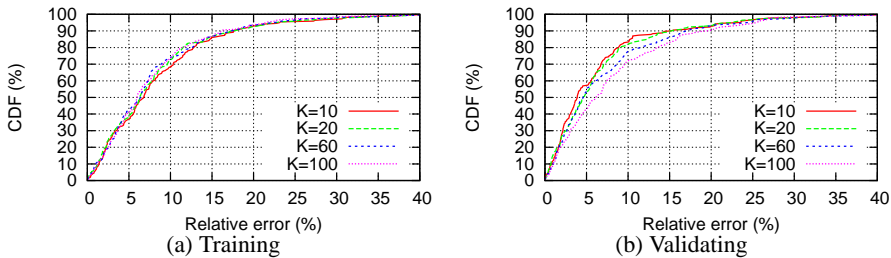 100
90
80
70
60
50
40
30
20
10
0
CDF (%)
K=10
K=20
K=60
K=100
0 5 10 15 20 25 30 35 40
Relative error (%)
(a) Training
100
90
80
70
60
50
40
30
20
10
0
CDF (%)
K=10
K=20
K=60
K=100
0 5 10 15 20 25 30 35 40
Relative error (%)
(b) Validating